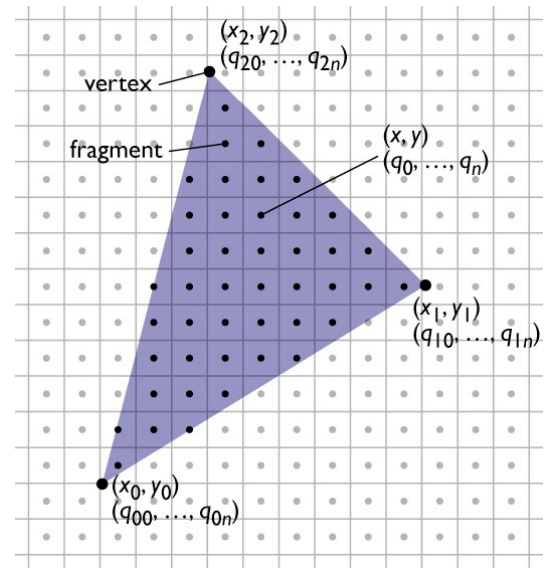 (x₂, y₂)
(q₂₀, …, q₂ₙ)
vertex
fragment
(x, y)
(q₀, …, qₙ)
(x₁, y₁)
(q₁₀, …, q₁ₙ)
(x₀, y₀)
(q₀₀, …, q₀ₙ)